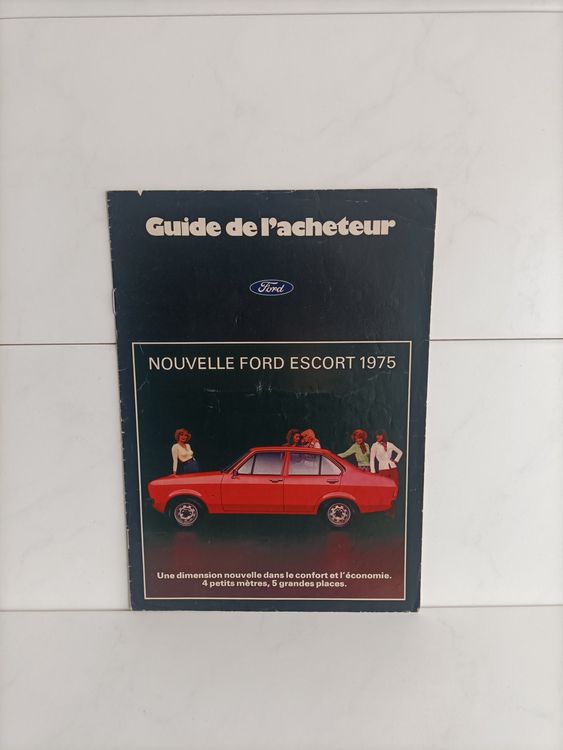 Guide de l'acheteur
Ford
NOUVELLE FORD ESCORT 1975
Une dimension nouvelle dans le confort et l'économie.
4 petits mètres, 5 grandes places.